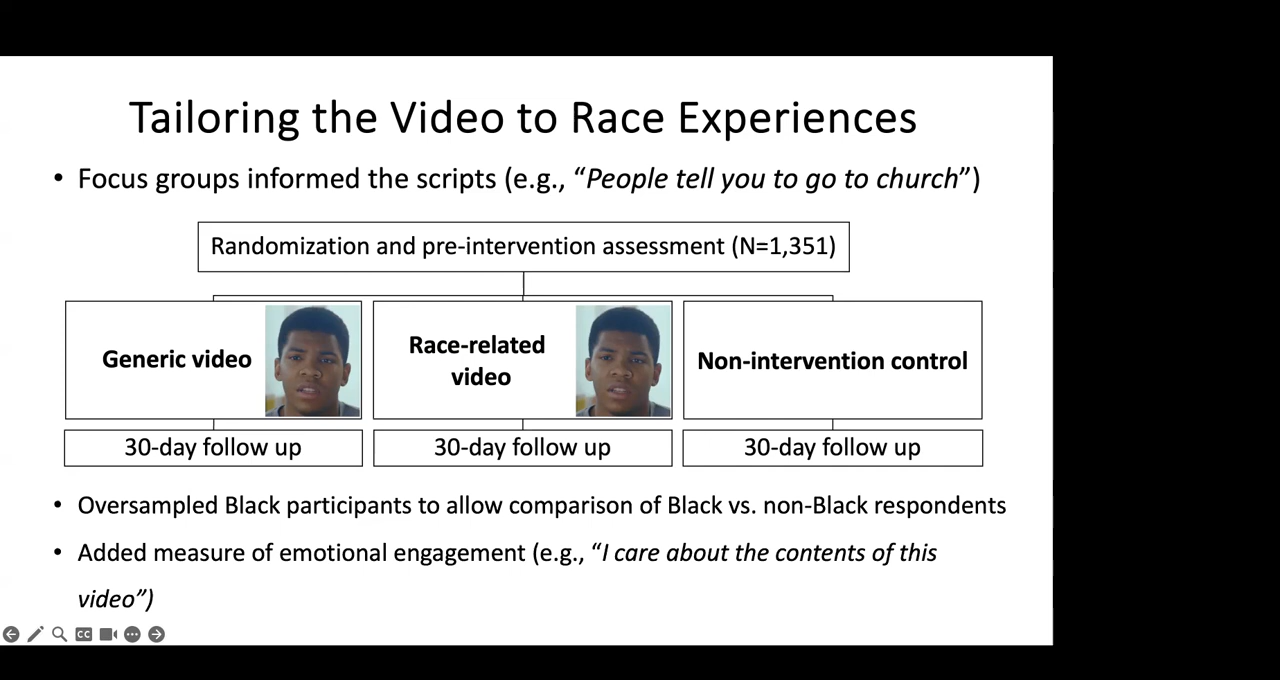 Tailoring the Video to Race Experiences
• Focus groups informed the scripts (e.g., “People tell you to go to church”)
Randomization and pre-intervention assessment (N=1,351)
Generic video
Race-related
video
Non-intervention control
30-day follow up
30-day follow up
30-day follow up
• Oversampled Black participants to allow comparison of Black vs. non-Black respondents
• Added measure of emotional engagement (e.g., “I care about the contents of this
video”)
CC